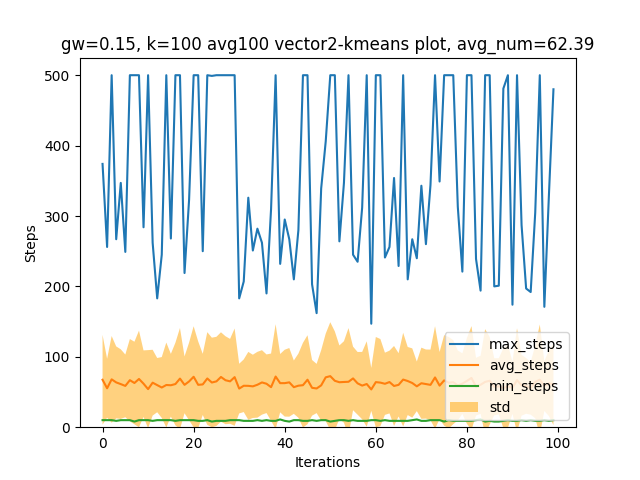 gw=0.15, k=100 avg100 vector2-kmeans plot, avg_num=62.39
Steps
500
400
300
200
100
0
max_steps
avg_steps
min_steps
std
0 20 40 60 80 100
Iterations